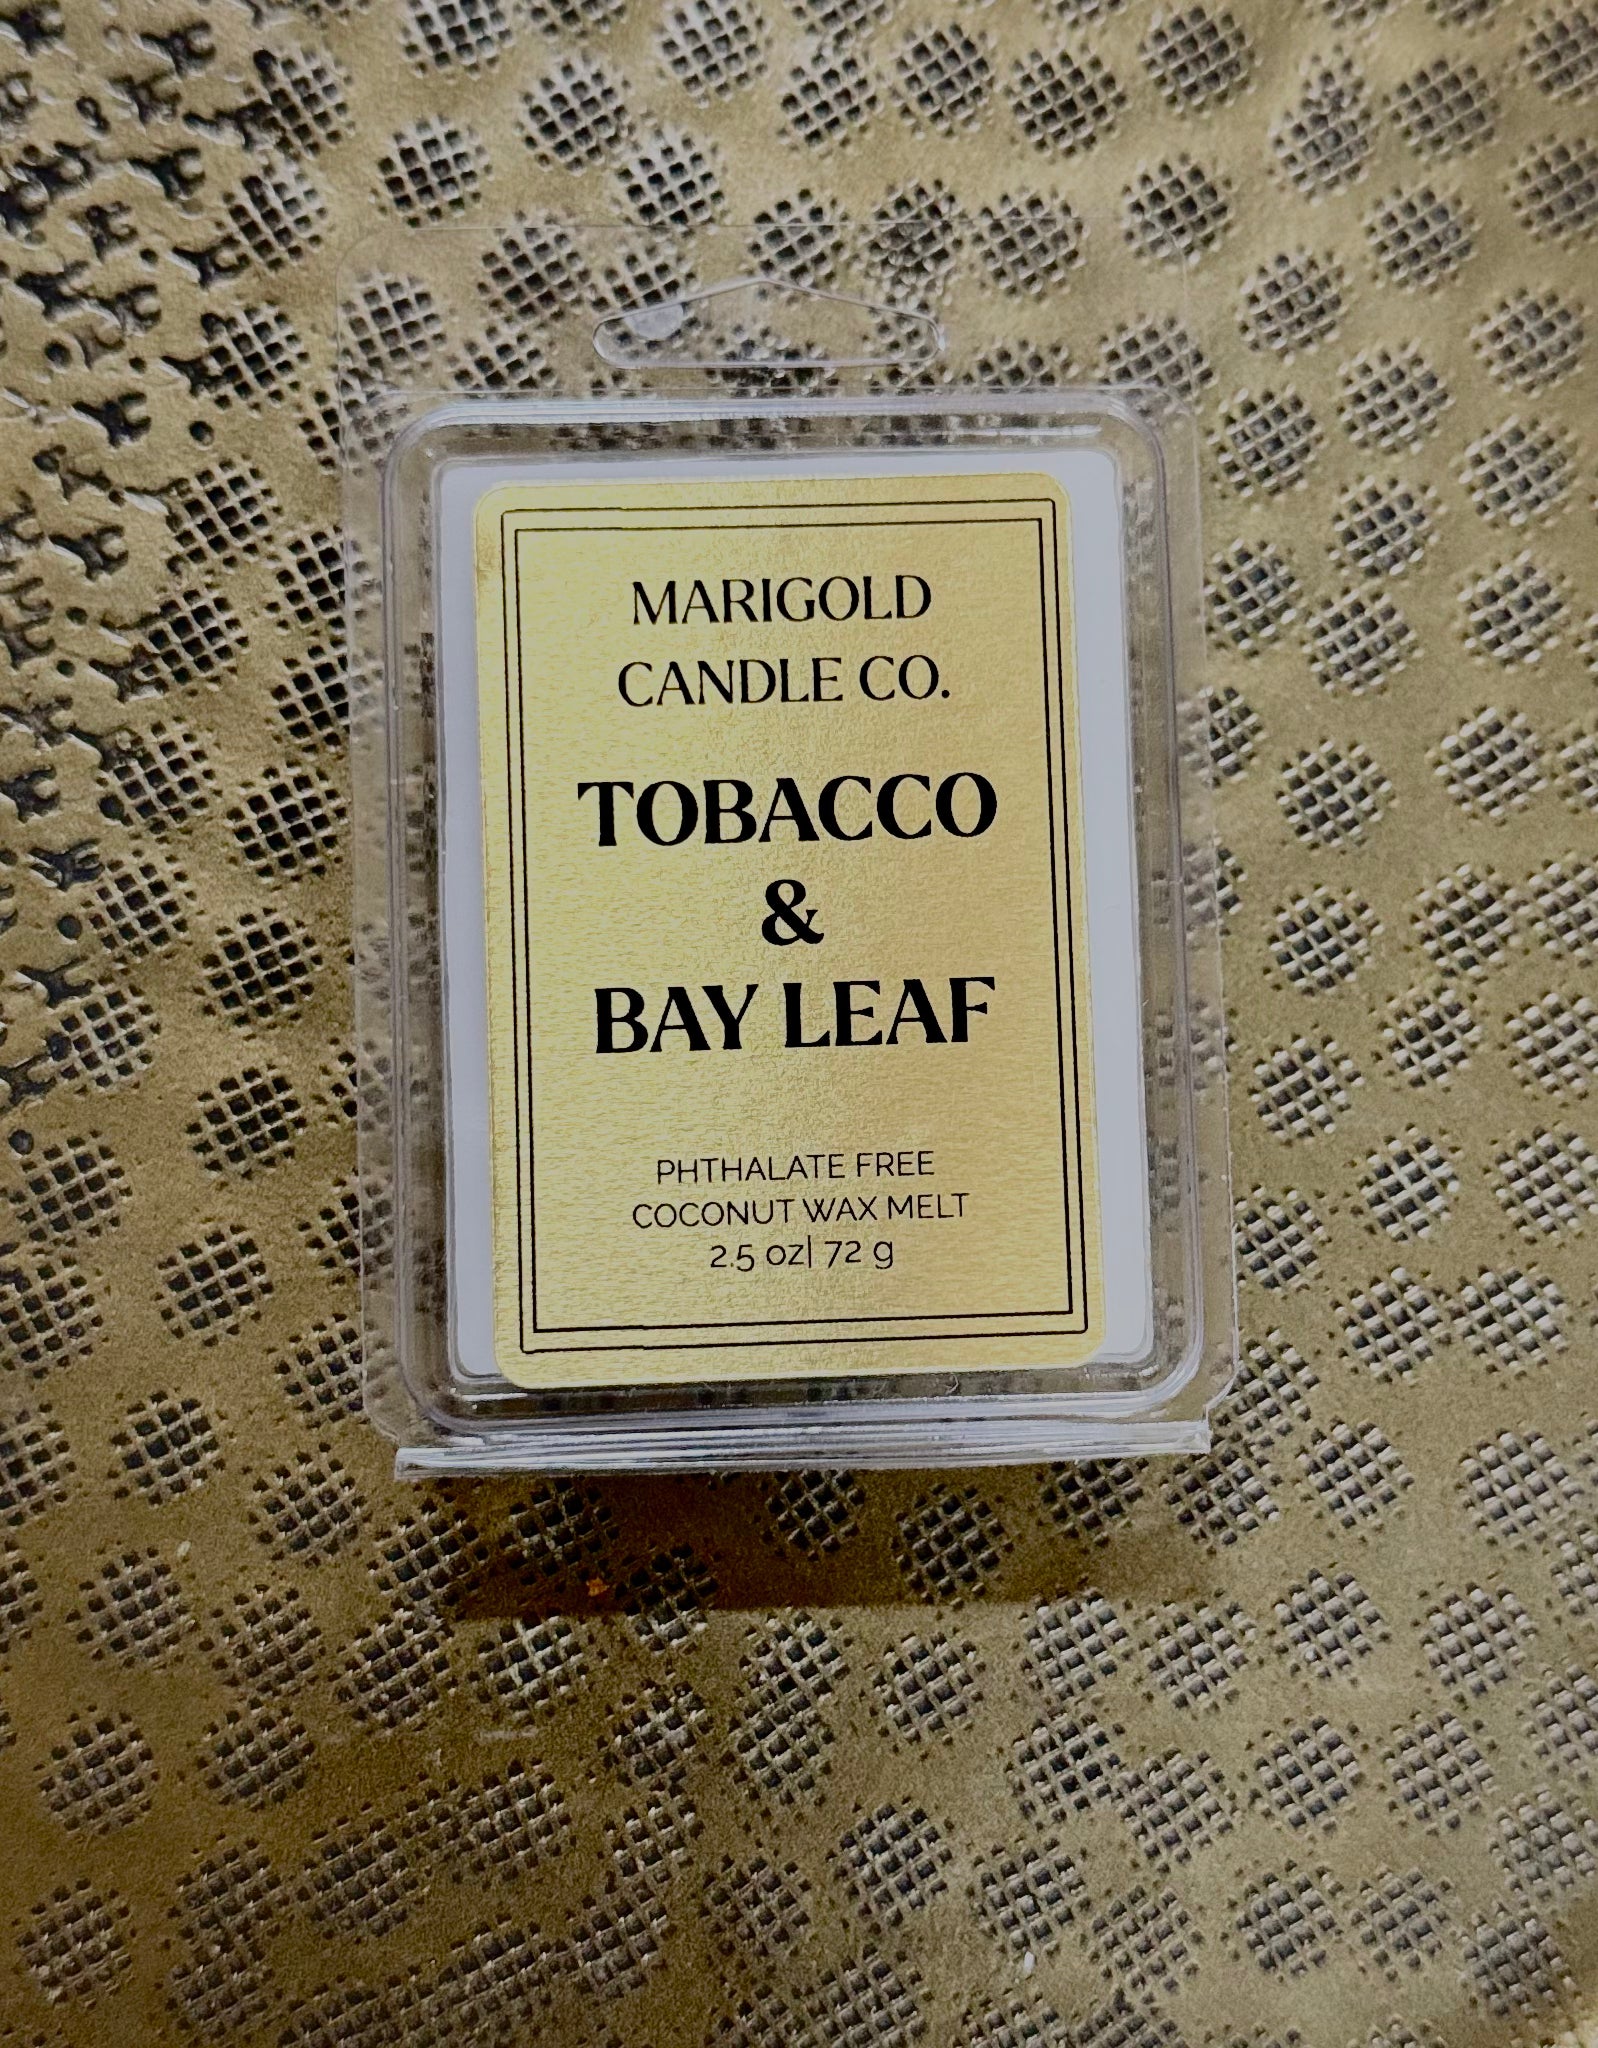 MARIGOLD
CANDLE CO.
TOBACCO
&
BAY LEAF
PHTHALATE FREE
COCONUT WAX MELT
2.5 oz| 72 g